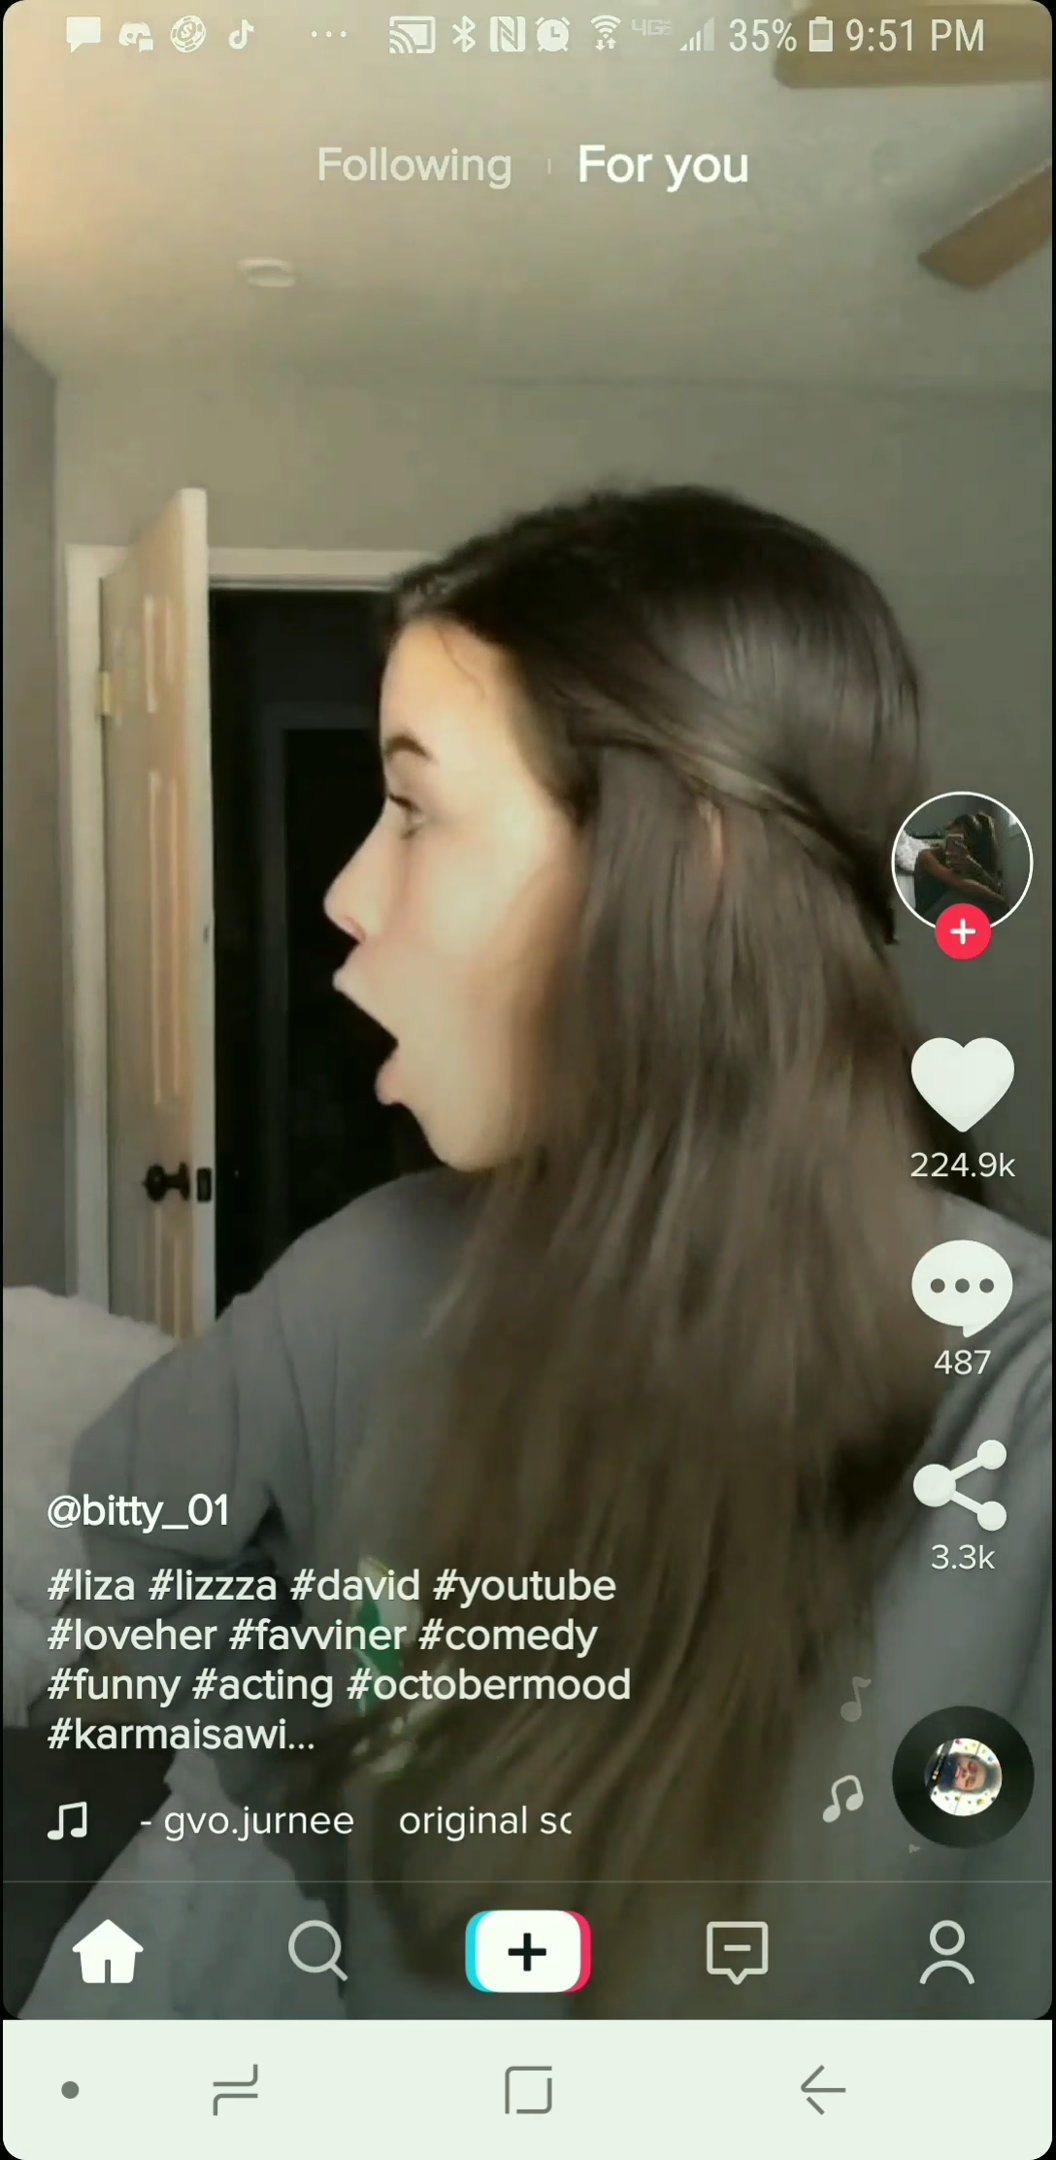 4G 35% 9:51 PM
Following For you
224.9k
487
3.3k
@bitty_01
#liza #lizzza #david #youtube
#loveher #favviner #comedy
#funny #acting #octobermood
#karmaisawi...
- gvo.jurnee original sc